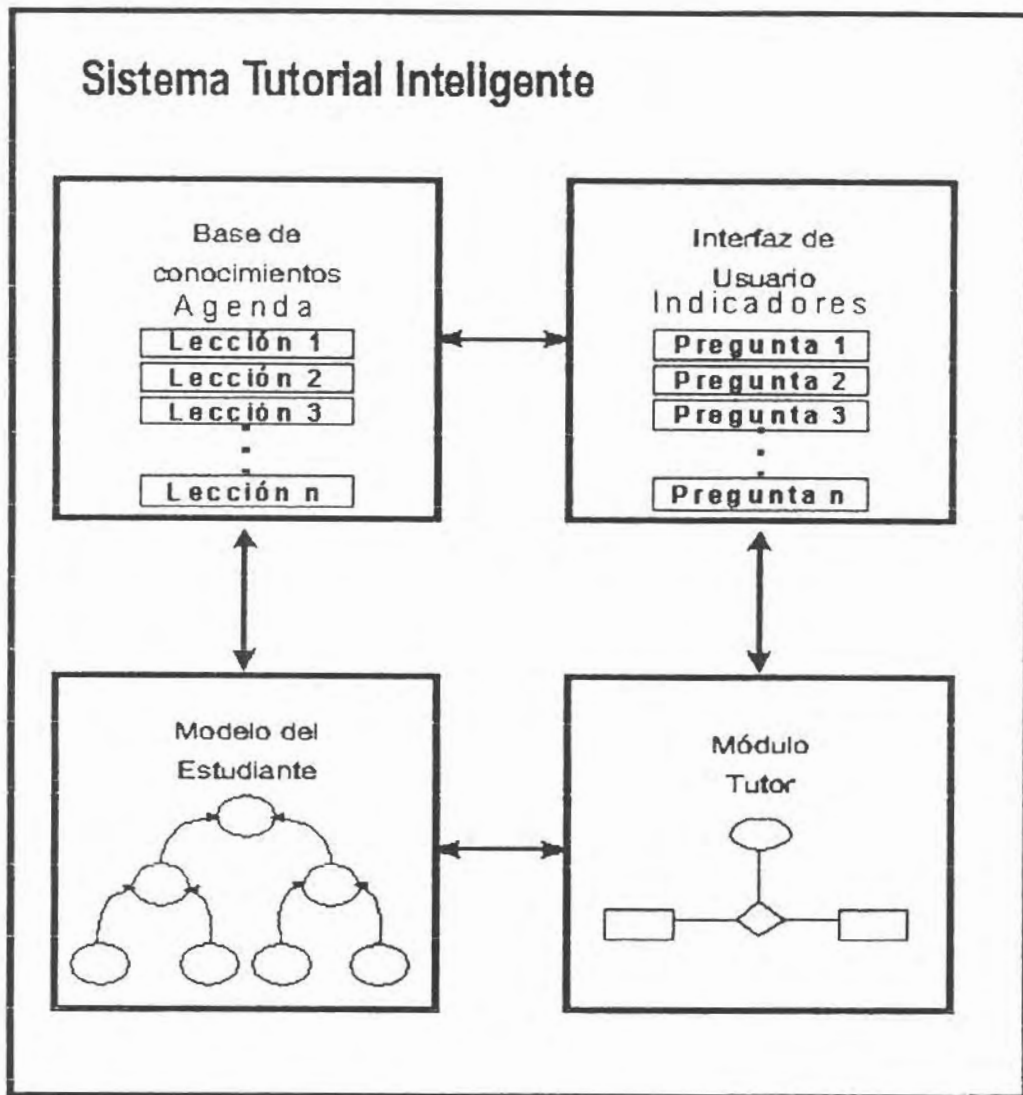 Sistema Tutorial Inteligente
Base de
conocimientos
Agenda
Lección 1
Lección 2
Lección 3
Lección n
Interfaz de
Usuario
Indicadores
Pregunta 1
Pregunta 2
Pregunta 3
Pregunta n
Modelo del
Estudiante
Módulo
Tutor